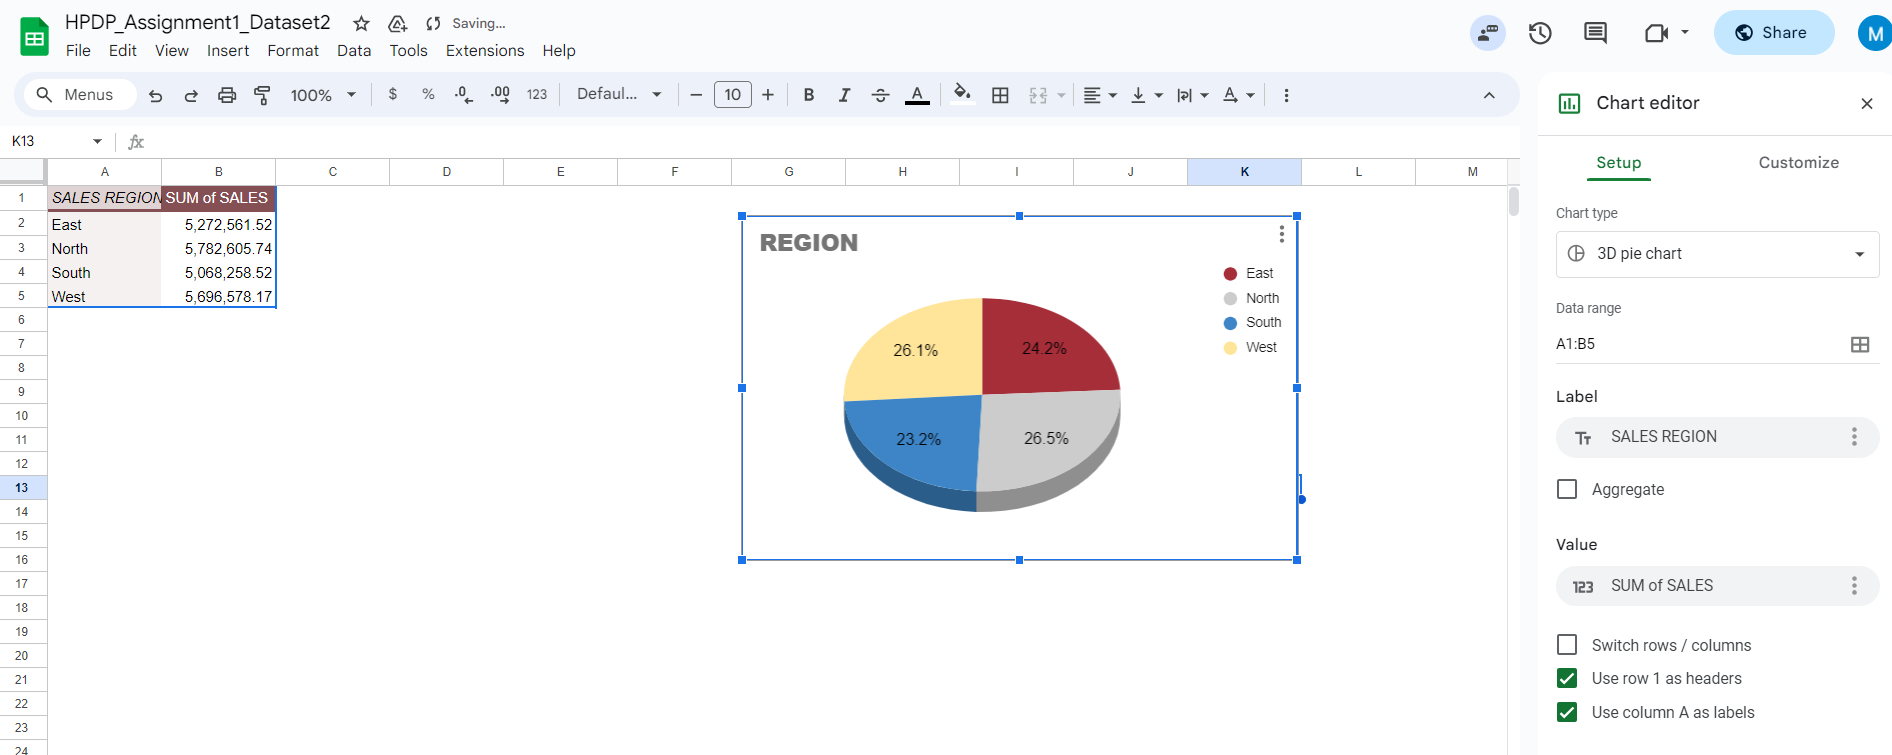 HPDP_Assignment1_Dataset2 Saving...
File Edit View Insert Format Data Tools Extensions Help
Share
M
Menus 100% $ % .0 .00 123 Defaul... 10 B I A
K13 fx
A B C D E F G H I J K L M
1 SALES REGION SUM of SALES
2 East 5,272,561.52
3 North 5,782,605.74
4 South 5,068,258.52
5 West 5,696,578.17
6
7
8
9
10
11
12
13
14
15
16
17
18
19
20
21
22
23
24
REGION
East
North
South
West
26.1% 24.2%
23.2% 26.5%
Chart editor
Setup Customize
Chart type
3D pie chart
Data range
A1:B5
Label
Tт SALES REGION
Aggregate
Value
123 SUM of SALES
Switch rows / columns
Use row 1 as headers
Use column A as labels